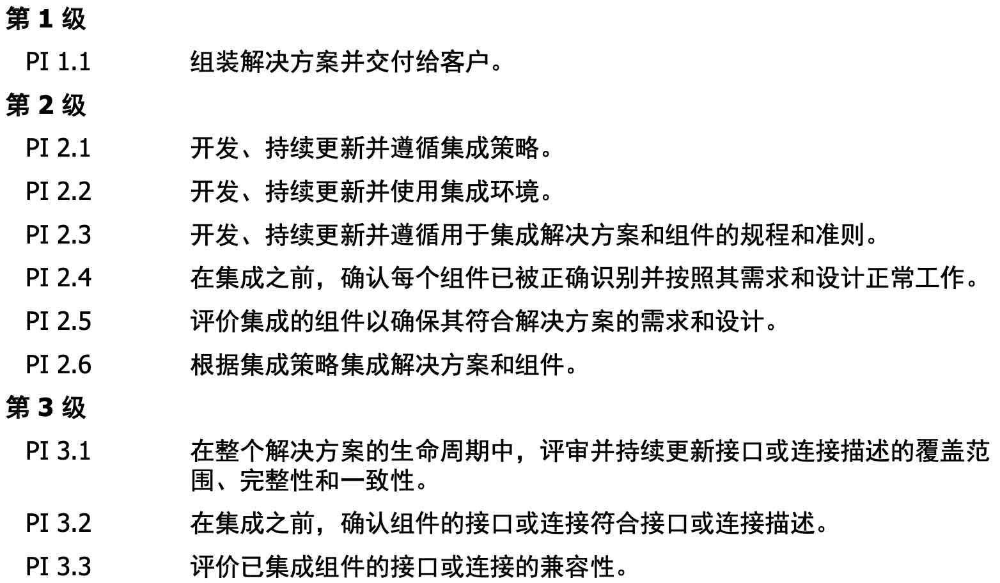 第 1 级
PI 1.1 组装解决方案并交付给客户。
第 2 级
PI 2.1 开发、持续更新并遵循集成策略。
PI 2.2 开发、持续更新并使用集成环境。
PI 2.3 开发、持续更新并遵循用于集成解决方案和组件的规程和准则。
PI 2.4 在集成之前，确认每个组件已被正确识别并按照其需求和设计正常工作。
PI 2.5 评价集成的组件以确保其符合解决方案的需求和设计。
PI 2.6 根据集成策略集成解决方案和组件。
第 3 级
PI 3.1 在整个解决方案的生命周期中，评审并持续更新接口或连接描述的覆盖范
围、完整性和一致性。
PI 3.2 在集成之前，确认组件的接口或连接符合接口或连接描述。
PI 3.3 评价已集成组件的接口或连接的兼容性。